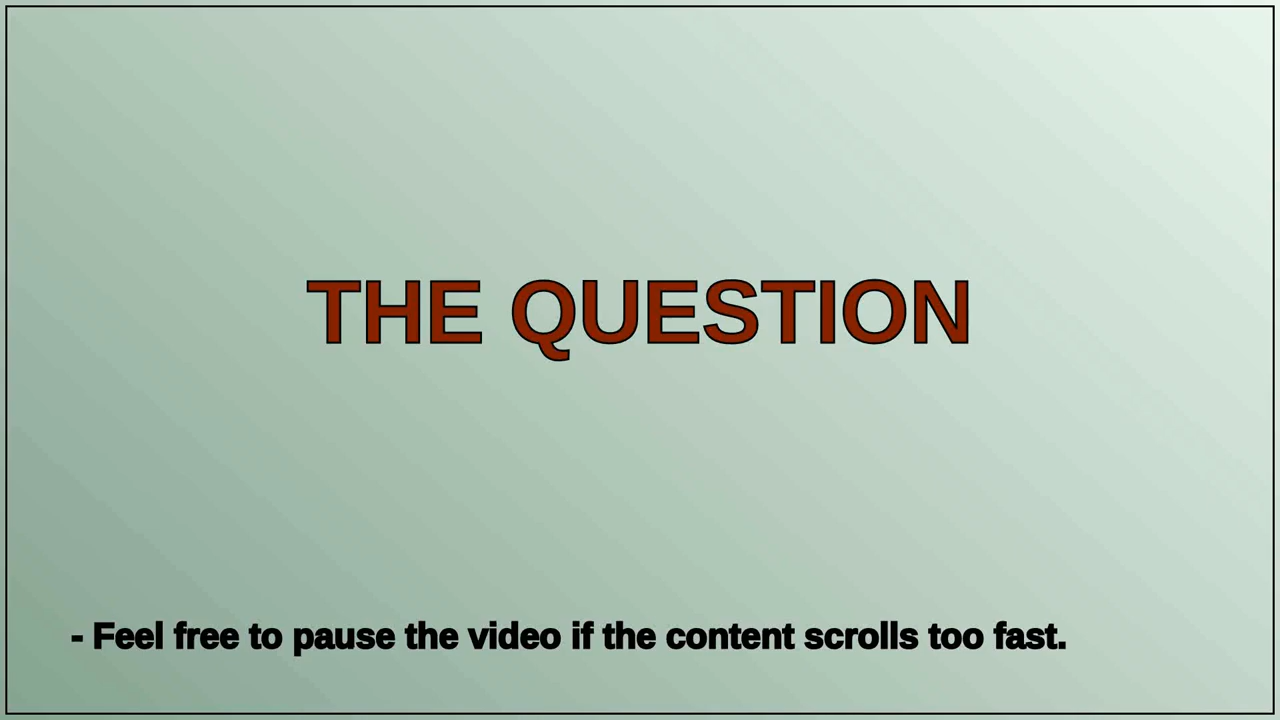 THE QUESTION
- Feel free to pause the video if the content scrolls too fast.